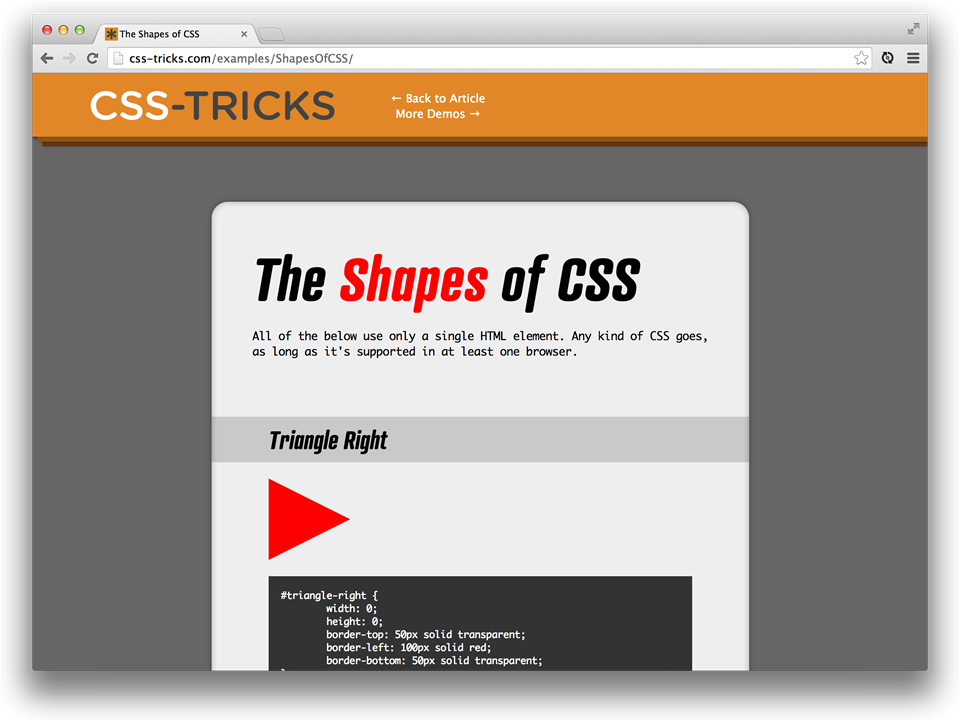 The Shapes of CSS
css-tricks.com/examples/ShapesOfCSS/
CSS-TRICKS
← Back to Article
More Demos →
The Shapes of CSS
All of the below use only a single HTML element. Any kind of CSS goes,
as long as it's supported in at least one browser.
Triangle Right
#triangle-right {
width: 0;
height: 0;
border-top: 50px solid transparent;
border-left: 100px solid red;
border-bottom: 50px solid transparent;